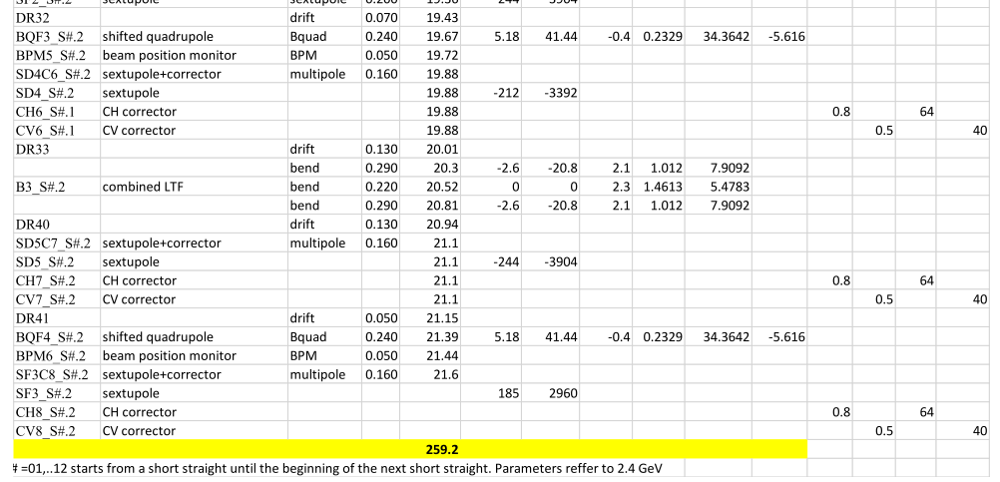 SF2_S#.2 sextupole sextupole 0.200 19.36 -244 -3904
DR32 drift 0.070 19.43
BQF3_S#.2 shifted quadrupole Bquad 0.240 19.67 5.18 41.44 -0.4 0.2329 34.3642 -5.616
BPM5_S#.2 beam position monitor BPM 0.050 19.72
SD4C6_S#.2 sextupole+corrector multipole 0.160 19.88
SD4_S#.2 sextupole 19.88 -212 -3392
CH6_S#.1 CH corrector 19.88 0.8 64
CV6_S#.1 CV corrector 19.88 0.5 40
DR33 drift 0.130 20.01
bend 0.290 20.3 -2.6 -20.8 2.1 1.012 7.9092
B3_S#.2 combined LTF bend 0.220 20.52 0 0 2.3 1.4613 5.4783
bend 0.290 20.81 -2.6 -20.8 2.1 1.012 7.9092
DR40 drift 0.130 20.94
SD5C7_S#.2 sextupole+corrector multipole 0.160 21.1
SD5_S#.2 sextupole 21.1 -244 -3904
CH7_S#.2 CH corrector 21.1 0.8 64
CV7_S#.2 CV corrector 21.1 0.5 40
DR41 drift 0.050 21.15
BQF4_S#.2 shifted quadrupole Bquad 0.240 21.39 5.18 41.44 -0.4 0.2329 34.3642 -5.616
BPM6_S#.2 beam position monitor BPM 0.050 21.44
SF3C8_S#.2 sextupole+corrector multipole 0.160 21.6
SF3_S#.2 sextupole 185 2960
CH8_S#.2 CH corrector 0.8 64
CV8_S#.2 CV corrector 0.5 40
259.2
# =01,..12 starts from a short straight until the beginning of the next short straight. Parameters reffer to 2.4 GeV